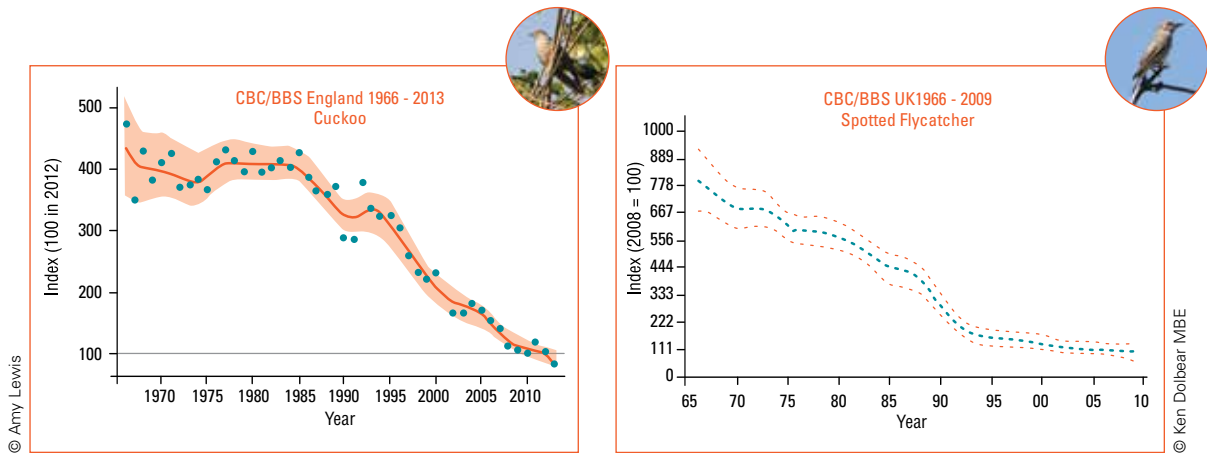 CBC/BBS England 1966 - 2013
Cuckoo
Index (100 in 2012)
500
400
300
200
100
1970 1975 1980 1985 1990 1995 2000 2005 2010
Year
© Amy Lewis
CBC/BBS UK1966 - 2009
Spotted Flycatcher
Index (2008 = 100)
1000
889
778
667
556
444
333
222
111
0
65 70 75 80 85 90 95 00 05 10
Year
© Ken Dolbear MBE